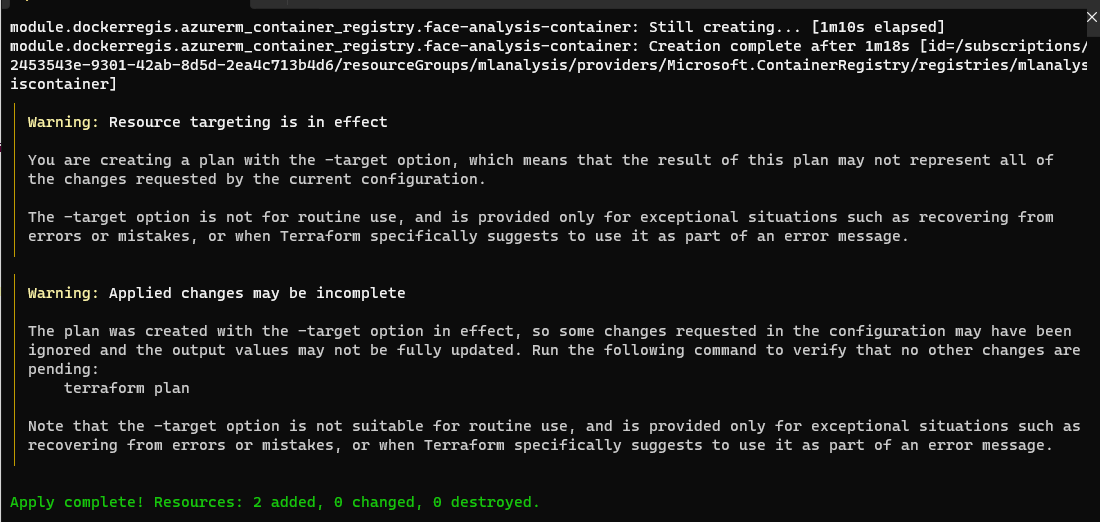 module.dockerregis.azurerm_container_registry.face-analysis-container: Still creating... [1m10s elapsed]
module.dockerregis.azurerm_container_registry.face-analysis-container: Creation complete after 1m18s [id=/subscriptions/
2453543e-9301-42ab-8d5d-2ea4c713b4d6/resourceGroups/mlanalysis/providers/Microsoft.ContainerRegistry/registries/mlanalys
iscontainer]
Warning: Resource targeting is in effect
You are creating a plan with the -target option, which means that the result of this plan may not represent all of
the changes requested by the current configuration.
The -target option is not for routine use, and is provided only for exceptional situations such as recovering from
errors or mistakes, or when Terraform specifically suggests to use it as part of an error message.
Warning: Applied changes may be incomplete
The plan was created with the -target option in effect, so some changes requested in the configuration may have been
ignored and the output values may not be fully updated. Run the following command to verify that no other changes are
pending:
terraform plan
Note that the -target option is not suitable for routine use, and is provided only for exceptional situations such as
recovering from errors or mistakes, or when Terraform specifically suggests to use it as part of an error message.
Apply complete! Resources: 2 added, 0 changed, 0 destroyed.